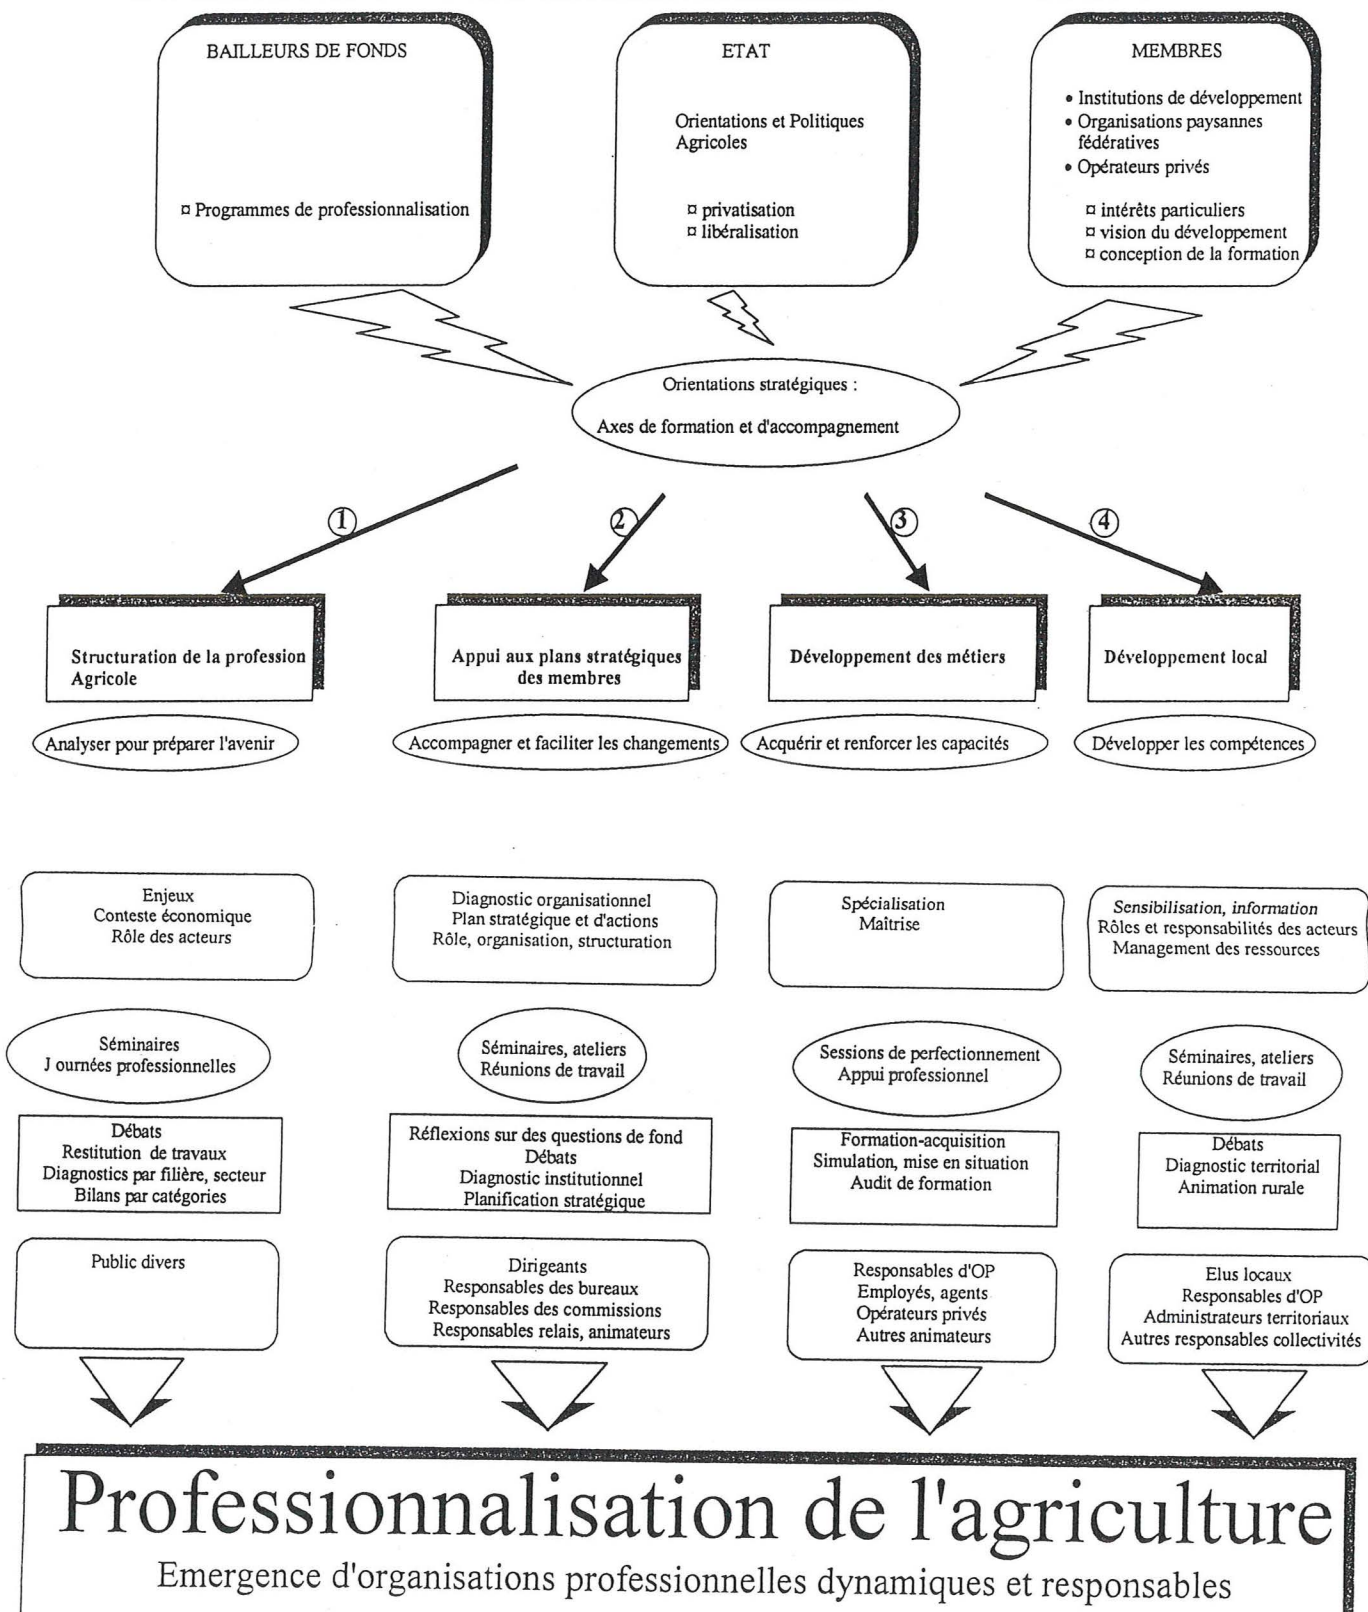 BAILLEURS DE FONDS
¤ Programmes de professionnalisation
ETAT
Orientations et Politiques
Agricoles
¤ privatisation
¤ libéralisation
MEMBRES
• Institutions de développement
• Organisations paysannes
fédératives
• Opérateurs privés
¤ intérêts particuliers
¤ vision du développement
¤ conception de la formation
Orientations stratégiques :
Axes de formation et d'accompagnement
1
2
3
4
Structuration de la profession
Agricole
Appui aux plans stratégiques
des membres
Développement des métiers
Développement local
Analyser pour préparer l'avenir
Accompagner et faciliter les changements
Acquérir et renforcer les capacités
Développer les compétences
Enjeux
Conteste économique
Rôle des acteurs
Diagnostic organisationnel
Plan stratégique et d'actions
Rôle, organisation, structuration
Spécialisation
Maîtrise
Sensibilisation, information
Rôles et responsabilités des acteurs
Management des ressources
Séminaires
J ournées professionnelles
Séminaires, ateliers
Réunions de travail
Sessions de perfectionnement
Appui professionnel
Séminaires, ateliers
Réunions de travail
Débats
Restitution de travaux
Diagnostics par filière, secteur
Bilans par catégories
Réflexions sur des questions de fond
Débats
Diagnostic institutionnel
Planification stratégique
Formation-acquisition
Simulation, mise en situation
Audit de formation
Débats
Diagnostic territorial
Animation rurale
Public divers
Dirigeants
Responsables des bureaux
Responsables des commissions
Responsables relais, animateurs
Responsables d'OP
Employés, agents
Opérateurs privés
Autres animateurs
Elus locaux
Responsables d'OP
Administrateurs territoriaux
Autres responsables collectivités
Professionnalisation de l'agriculture
Emergence d'organisations professionnelles dynamiques et responsables